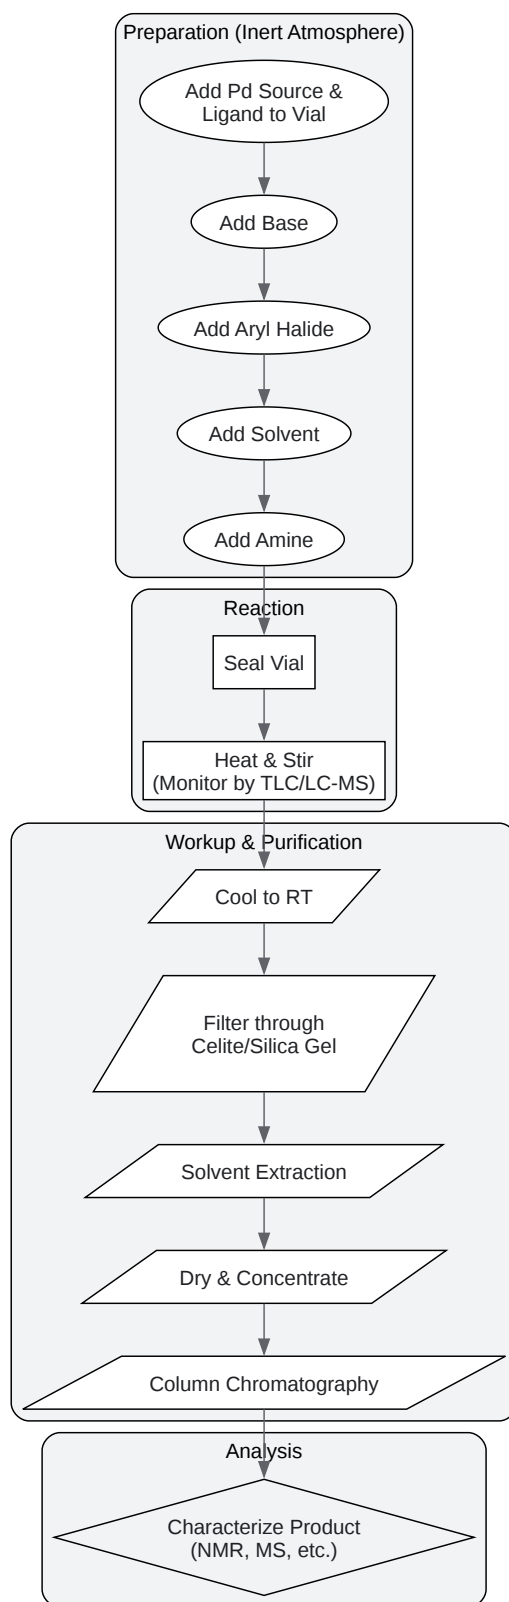 Preparation (Inert Atmosphere)
Add Pd Source &
Ligand to Vial
Add Base
Add Aryl Halide
Add Solvent
Add Amine
Reaction
Seal Vial
Heat & Stir
(Monitor by TLC/LC-MS)
Workup & Purification
Cool to RT
Filter through
Celite/Silica Gel
Solvent Extraction
Dry & Concentrate
Column Chromatography
Analysis
Characterize Product
(NMR, MS, etc.)